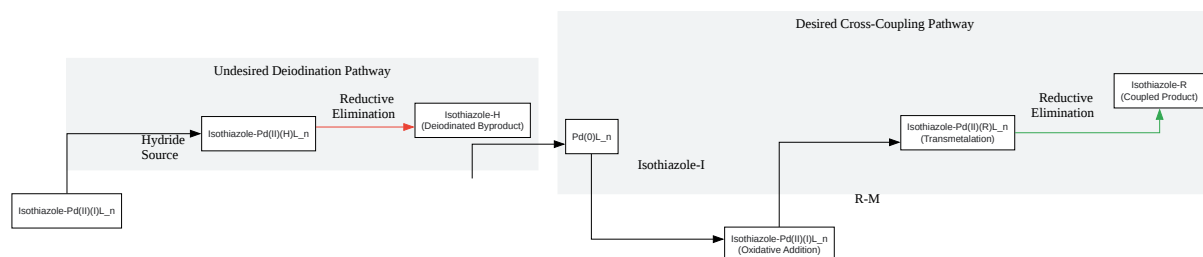 Desired Cross-Coupling Pathway
Undesired Deiodination Pathway
Reductive
Elimination
Isothiazole-H
(Deiodinated Byproduct)
Isothiazole-Pd(II)(H)L_n
Hydride
Source
Isothiazole-Pd(II)(I)L_n
Pd(0)L_n
Isothiazole-I
Isothiazole-Pd(II)(I)L_n
(Oxidative Addition)
R-M
Isothiazole-Pd(II)(R)L_n
(Transmetalation)
Reductive
Elimination
Isothiazole-R
(Coupled Product)